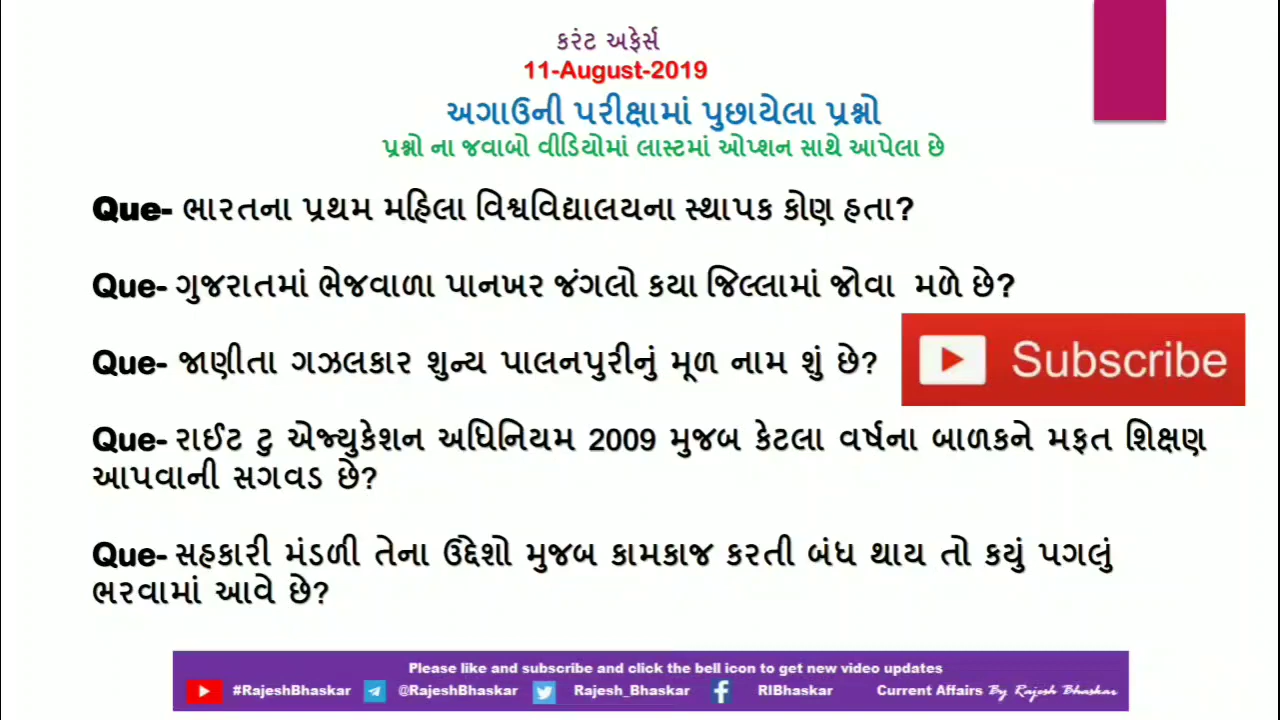 કરંટ અફેર્સ
11-August-2019
અગાઉની પરીક્ષામાં પુછાયેલા પ્રશ્નો
પ્રશ્નો ના જવાબો વીડિયોમાં લાસ્ટમાં ઓપ્શન સાથે આપેલા છે
Que- ભારતના પ્રથમ મહિલા વિશ્વવિદ્યાલયના સ્થાપક કોણ હતા?
Que- ગુજરાતમાં ભેજવાળા પાનખર જંગલો કયા જિલ્લામાં જોવા મળે છે?
Que- જાણીતા ગઝલકાર શુન્ય પાલનપુરીનું મૂળ નામ શું છે?
Subscribe
Que- રાઈટ ટુ એજ્યુકેશન અધિનિયમ 2009 મુજબ કેટલા વર્ષના બાળકને મફત શિક્ષણ
આપવાની સગવડ છે?
Que- સહકારી મંડળી તેના ઉદ્દેશો મુજબ કામકાજ કરતી બંધ થાય તો કયું પગલું
ભરવામાં આવે છે?
Please like and subscribe and click the bell icon to get new video updates
#RajeshBhaskar @RajeshBhaskar Rajesh_Bhaskar RIBhaskar Current Affairs By Rajesh Bhaskar